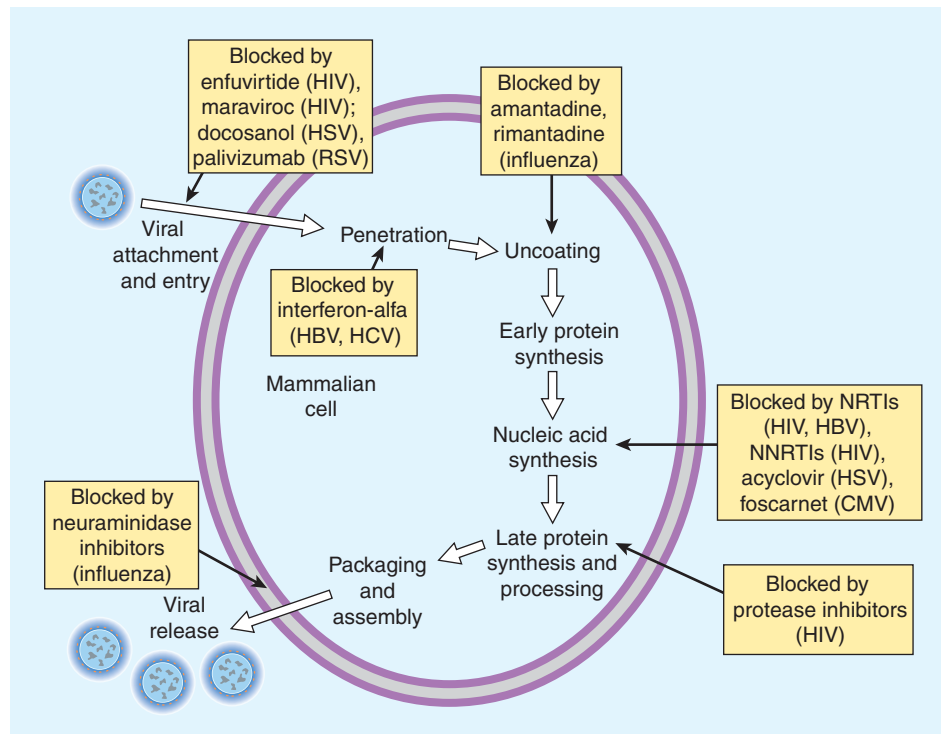 Blocked by
enfuvirtide (HIV),
maraviroc (HIV);
docosanol (HSV),
palivizumab (RSV)
Blocked by
amantadine,
rimantadine
(influenza)
Viral
attachment
and entry
Penetration
Uncoating
Blocked by
interferon-alfa
(HBV, HCV)
Early protein
synthesis
Mammalian
cell
Nucleic acid
synthesis
Blocked by NRTIs
(HIV, HBV),
NNRTIs (HIV),
acyclovir (HSV),
foscarnet (CMV)
Late protein
synthesis and
processing
Blocked by
protease inhibitors
(HIV)
Packaging
and
assembly
Blocked by
neuraminidase
inhibitors
(influenza)
Viral
release